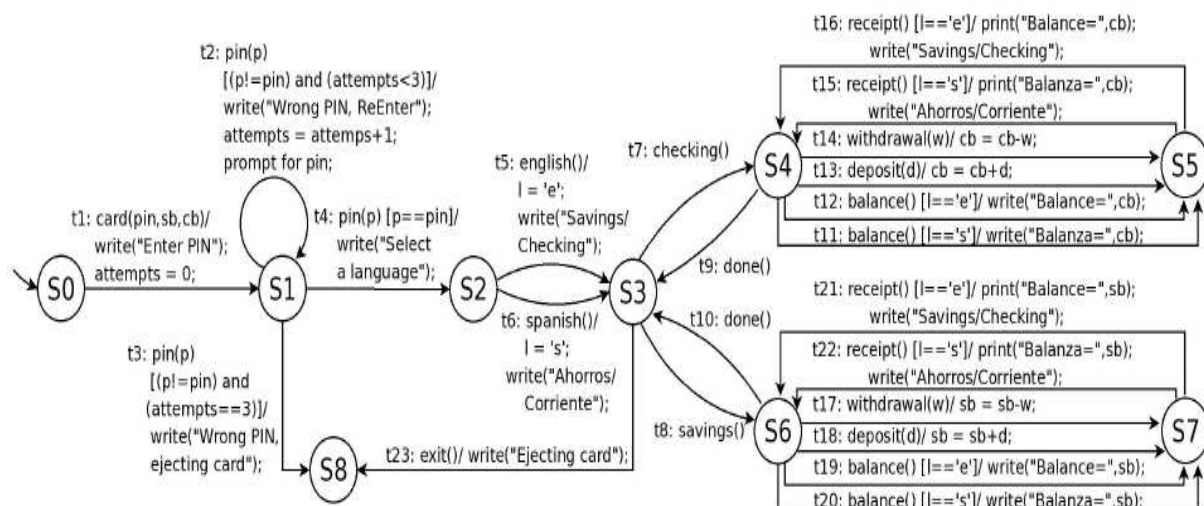 t16: receipt() [l=='e']/ print("Balance=",cb);
write("Savings/Checking");
t2: pin(p)
[(p!=pin) and (attempts<3)]/
write("Wrong PIN, ReEnter");
attempts = attemps+1;
prompt for pin;
t15: receipt() [l=='s']/ print("Balanza=",cb);
write("Ahorros/Corriente")
t14: withdrawal(w)/ cb = cb-w;
t13: deposit(d)/ cb = cb+d;
t12: balance() [l=='e']/ write("Balance=",cb);
t11: balance() [l=='s']/ write("Balanza=",cb);
S4
S5
t7: checking()
t5: english()/
l = 'e';
write("Savings/
Checking");
t1: card(pin,sb,cb)/
write("Enter PIN");
attempts = 0;
t4: pin(p) [p==pin]/
write("Select
a language");
S0
S1
S2
S3
t9: done()
t10: done()
t6: spanish()/
l = 's';
write("Ahorros/
Corriente");
t3: pin(p)
[(p!=pin) and
(attempts==3)]/
write("Wrong PIN,
ejecting card");
t8: savings()
S8
t23: exit()/ write("Ejecting card");
t21: receipt() [l=='e']/ print("Balance=",sb);
write("Savings/Checking");
t22: receipt() [l=='s']/ print("Balanza=",sb);
write("Ahorros/Corriente")
t17: withdrawal(w)/ sb = sb-w;
t18: deposit(d)/ sb = sb+d;
t19: balance() [l=='e']/ write("Balance=",sb);
t20: balance() [l=='s']/ write("Balanza=",sb);
S6
S7